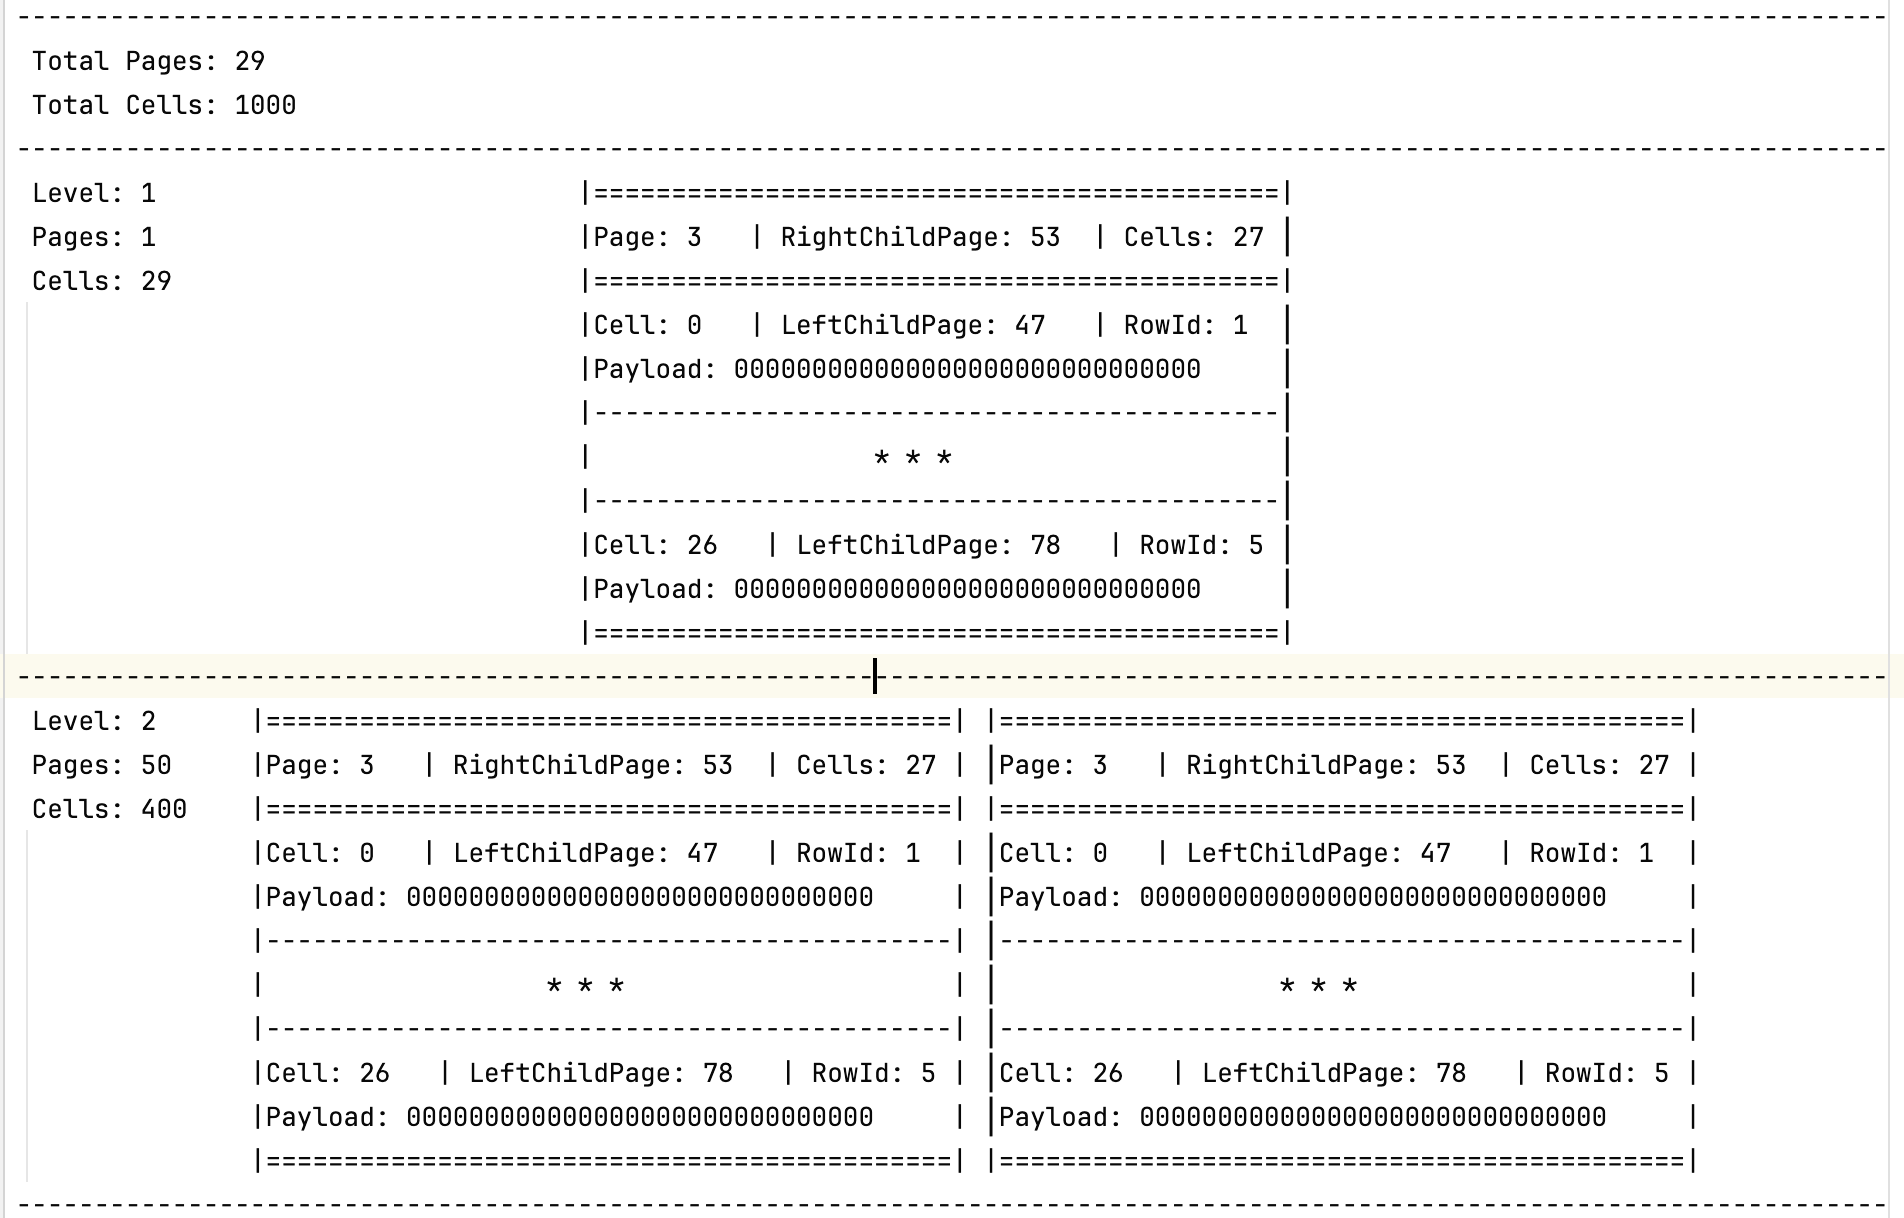 ------------------------------------------------------------------------------------------------------------------------
Total Pages: 29
Total Cells: 1000
------------------------------------------------------------------------------------------------------------------------
Level: 1                           |============================================|
Pages: 1                           |Page: 3   | RightChildPage: 53  | Cells: 27 |
Cells: 29                          |============================================|
|Cell: 0   | LeftChildPage: 47   | RowId: 1  |
|Payload: 000000000000000000000000000000     |
|--------------------------------------------|
|                  * * *                     |
|--------------------------------------------|
|Cell: 26   | LeftChildPage: 78   | RowId: 5 |
|Payload: 000000000000000000000000000000     |
|============================================|
------------------------------------------------------------------------------------------------------------------------
Level: 2      |============================================| |============================================|
Pages: 50     |Page: 3   | RightChildPage: 53  | Cells: 27 | |Page: 3   | RightChildPage: 53  | Cells: 27 |
Cells: 400    |============================================| |============================================|
|Cell: 0   | LeftChildPage: 47   | RowId: 1  | |Cell: 0   | LeftChildPage: 47   | RowId: 1  |
|Payload: 000000000000000000000000000000     | |Payload: 000000000000000000000000000000     |
|--------------------------------------------| |--------------------------------------------|
|                  * * *                     | |                  * * *                     |
|--------------------------------------------| |--------------------------------------------|
|Cell: 26   | LeftChildPage: 78   | RowId: 5 | |Cell: 26   | LeftChildPage: 78   | RowId: 5 |
|Payload: 000000000000000000000000000000     | |Payload: 000000000000000000000000000000     |
|============================================| |============================================|
------------------------------------------------------------------------------------------------------------------------